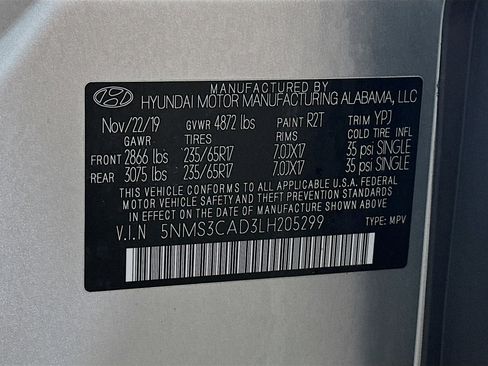 MANUFACTURED BY
HYUNDAI MOTOR MANUFACTURING ALABAMA, LLC
Nov/22/19 GVWR 4872 lbs PAINT R2T TRIM YPJ
GAWR TIRES RIMS COLD TIRE INFL
FRONT 2866 lbs 235/65R17 7.0JX17 35 psi SINGLE
REAR 3075 lbs 235/65R17 7.0JX17 35 psi SINGLE
THIS VEHICLE CONFORMS TO ALL APPLICABLE U.S.A. FEDERAL
MOTOR VEHICLE SAFETY AND THEFT PREVENTION STANDARDS
IN EFFECT ON THE DATE OF MANUFACTURE SHOWN ABOVE.
V.I.N 5NMS3CAD3LH205299 TYPE: MPV